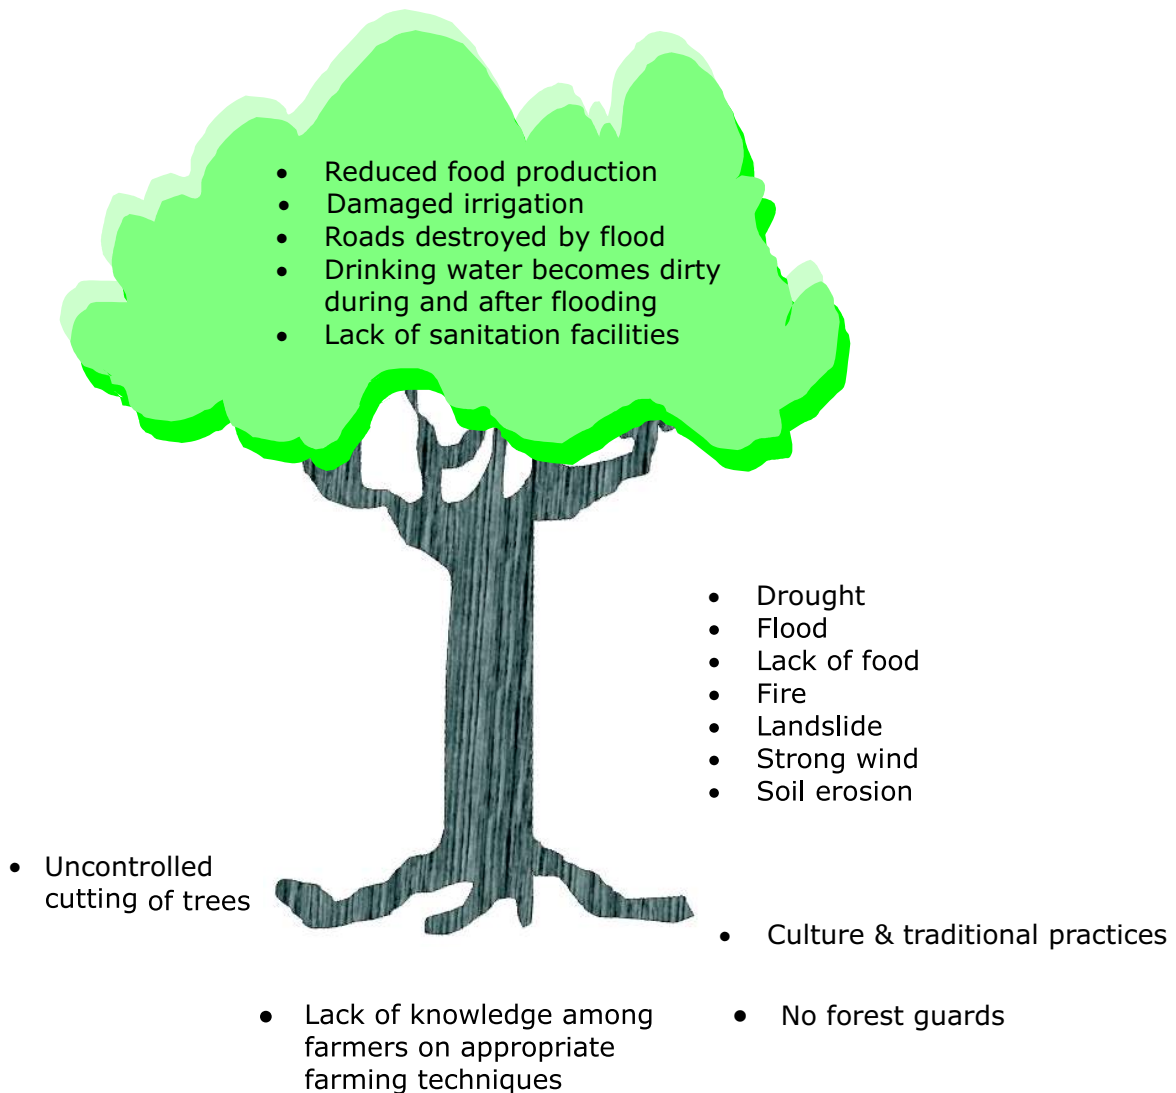 • Reduced food production
• Damaged irrigation
• Roads destroyed by flood
• Drinking water becomes dirty
during and after flooding
• Lack of sanitation facilities
• Drought
• Flood
• Lack of food
• Fire
• Landslide
• Strong wind
• Soil erosion
• Uncontrolled
cutting of trees
• Culture & traditional practices
• Lack of knowledge among
farmers on appropriate
farming techniques
• No forest guards